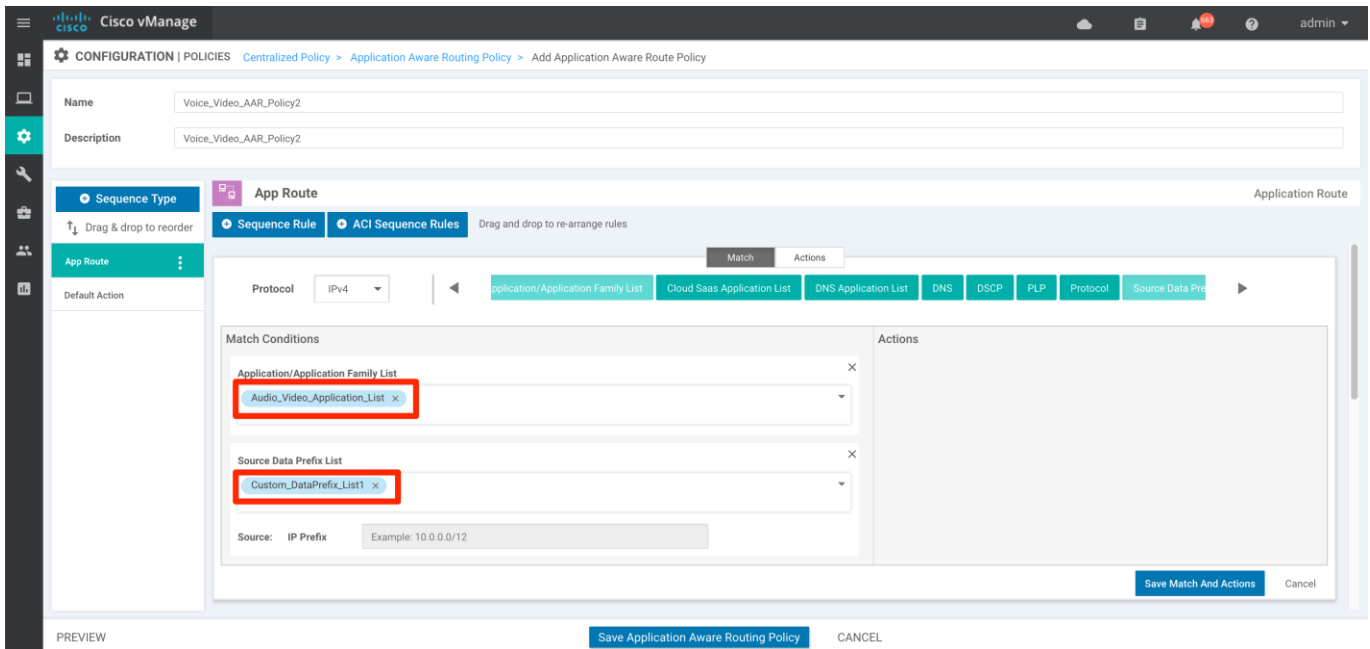 cisco Cisco vManage 663 admin
CONFIGURATION | POLICIES Centralized Policy > Application Aware Routing Policy > Add Application Aware Route Policy
Name Voice_Video_AAR_Policy2
Description Voice_Video_AAR_Policy2
Sequence Type
Drag & drop to reorder
App Route
Default Action
App Route Application Route
Sequence Rule ACI Sequence Rules Drag and drop to re-arrange rules
Match Actions
Protocol IPv4 pplication/Application Family List Cloud Saas Application List DNS Application List DNS DSCP PLP Protocol Source Data Pre
Match Conditions Actions
Application/Application Family List
Audio_Video_Application_List ×
Source Data Prefix List
Custom_DataPrefix_List1 ×
Source: IP Prefix Example: 10.0.0.0/12
Save Match And Actions Cancel
PREVIEW Save Application Aware Routing Policy CANCEL